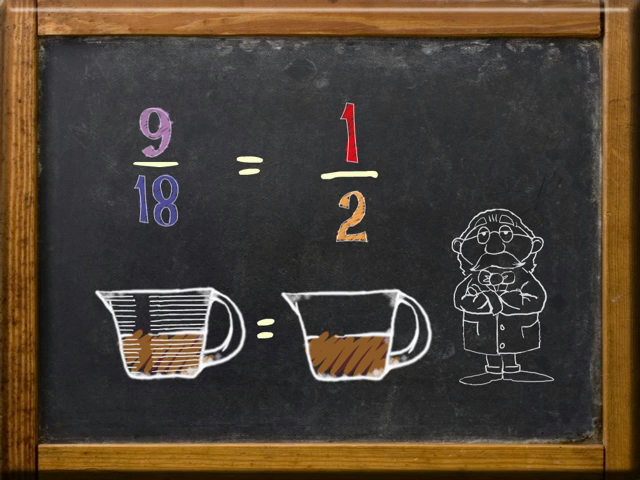 9/18 = 1/2
=